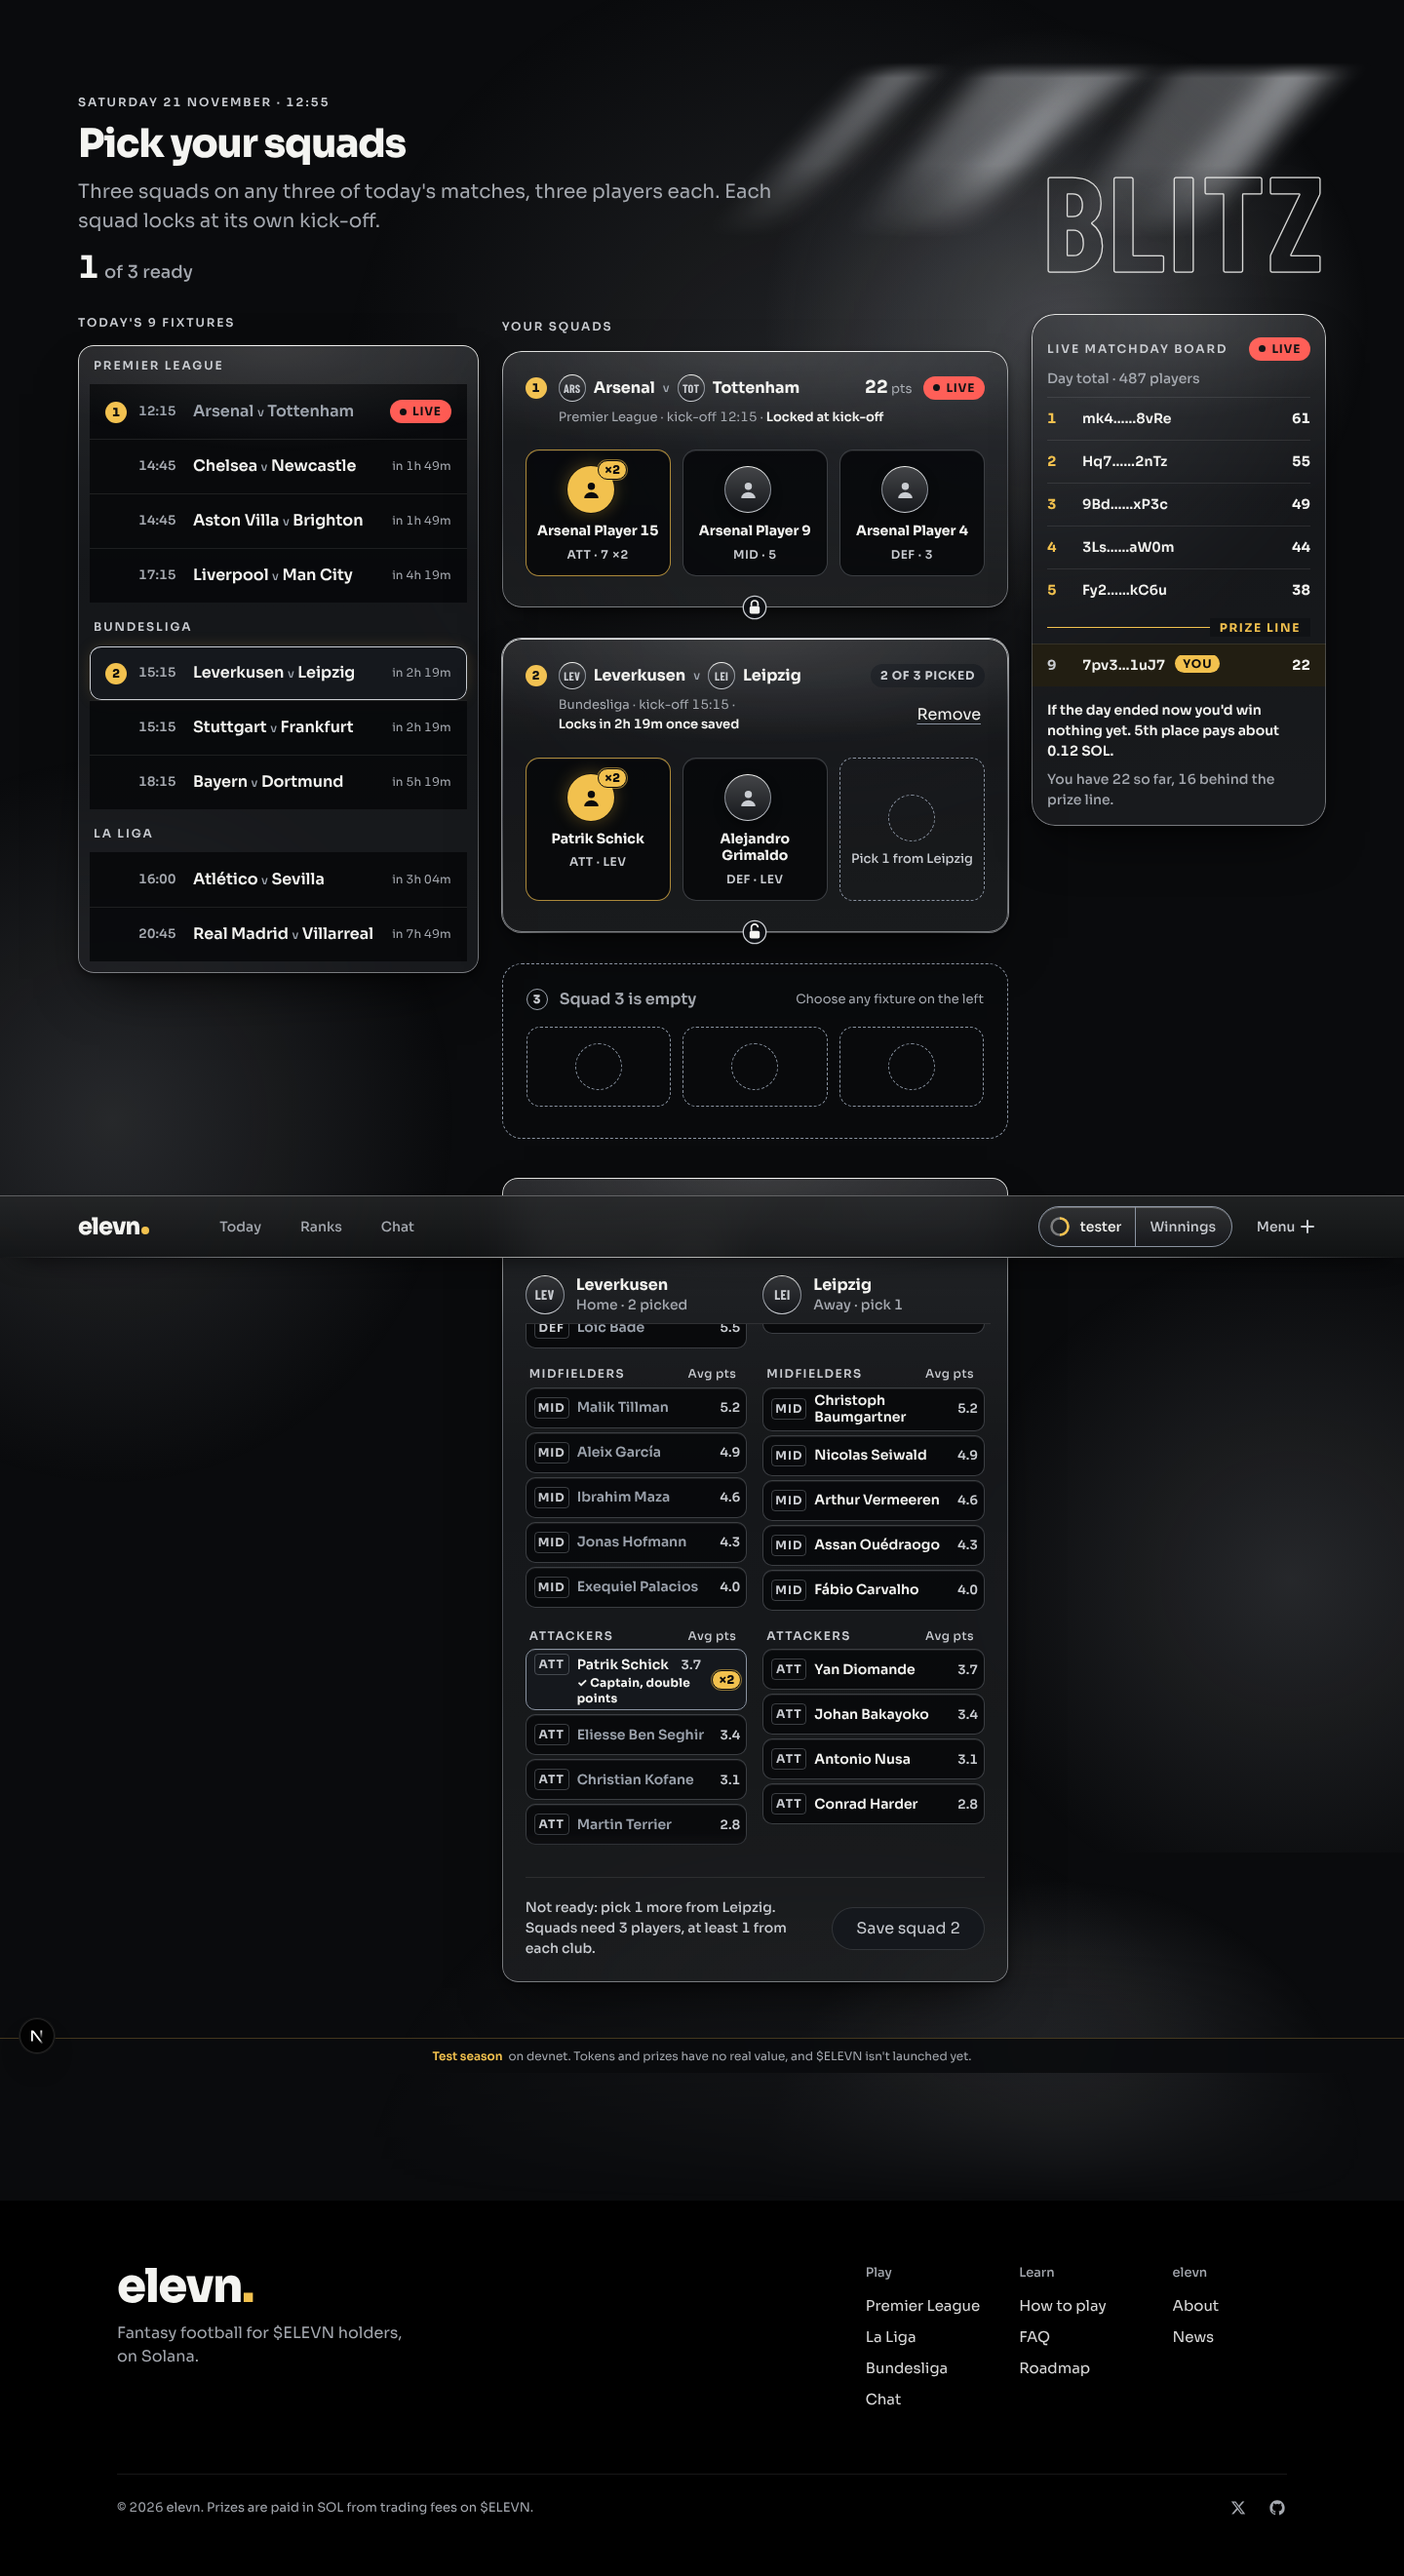 SATURDAY 21 NOVEMBER · 12:55
Pick your squads
Three squads on any three of today's matches, three players each. Each
squad locks at its own kick-off.
1 of 3 ready
BLITZ
TODAY'S 9 FIXTURES
PREMIER LEAGUE
1 12:15 Arsenal v Tottenham LIVE
14:45 Chelsea v Newcastle in 1h 49m
14:45 Aston Villa v Brighton in 1h 49m
17:15 Liverpool v Man City in 4h 19m
BUNDESLIGA
2 15:15 Leverkusen v Leipzig in 2h 19m
15:15 Stuttgart v Frankfurt in 2h 19m
18:15 Bayern v Dortmund in 5h 19m
LA LIGA
16:00 Atlético v Sevilla in 3h 04m
20:45 Real Madrid v Villarreal in 7h 49m
YOUR SQUADS
1 ARS Arsenal v TOT Tottenham 22 pts LIVE
Premier League · kick-off 12:15 · Locked at kick-off
×2
Arsenal Player 15
ATT · 7 ×2
Arsenal Player 9
MID · 5
Arsenal Player 4
DEF · 3
2 LEV Leverkusen v LEI Leipzig 2 OF 3 PICKED
Bundesliga · kick-off 15:15 ·
Locks in 2h 19m once saved
Remove
×2
Patrik Schick
ATT · LEV
Alejandro
Grimaldo
DEF · LEV
Pick 1 from Leipzig
3 Squad 3 is empty Choose any fixture on the left
LIVE MATCHDAY BOARD LIVE
Day total · 487 players
1 mk4......8vRe 61
2 Hq7......2nTz 55
3 9Bd......xP3c 49
4 3Ls......aW0m 44
5 Fy2......kC6u 38
PRIZE LINE
9 7pv3...1uJ7 YOU 22
If the day ended now you'd win
nothing yet. 5th place pays about
0.12 SOL.
You have 22 so far, 16 behind the
prize line.
elevn. Today Ranks Chat tester Winnings Menu
LEV Leverkusen
Home · 2 picked
LEI Leipzig
Away · pick 1
DEF Loïc Badé 5.5
MIDFIELDERS Avg pts
MID Malik Tillman 5.2
MID Aleix García 4.9
MID Ibrahim Maza 4.6
MID Jonas Hofmann 4.3
MID Exequiel Palacios 4.0
ATTACKERS Avg pts
ATT Patrik Schick 3.7
✓ Captain, double
points
×2
ATT Eliesse Ben Seghir 3.4
ATT Christian Kofane 3.1
ATT Martin Terrier 2.8
MIDFIELDERS Avg pts
MID Christoph
Baumgartner 5.2
MID Nicolas Seiwald 4.9
MID Arthur Vermeeren 4.6
MID Assan Ouédraogo 4.3
MID Fábio Carvalho 4.0
ATTACKERS Avg pts
ATT Yan Diomande 3.7
ATT Johan Bakayoko 3.4
ATT Antonio Nusa 3.1
ATT Conrad Harder 2.8
Not ready: pick 1 more from Leipzig.
Squads need 3 players, at least 1 from
each club.
Save squad 2
N
Test season on devnet. Tokens and prizes have no real value, and $ELEVN isn't launched yet.
elevn.
Fantasy football for $ELEVN holders,
on Solana.
Play
Premier League
La Liga
Bundesliga
Chat
Learn
How to play
FAQ
Roadmap
elevn
About
News
© 2026 elevn. Prizes are paid in SOL from trading fees on $ELEVN.